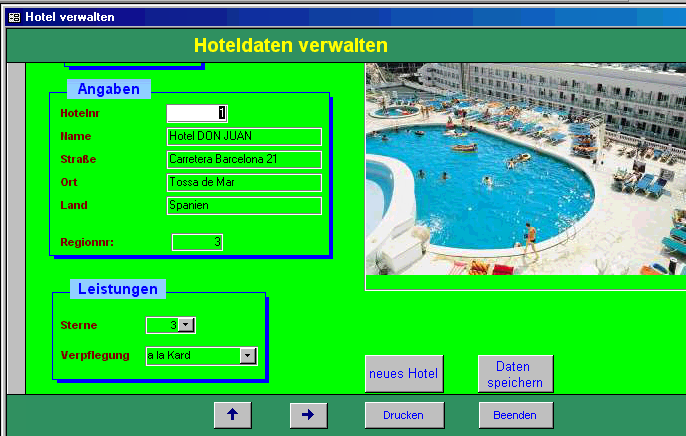 Hotel verwalten
Hoteldaten verwalten
Angaben
Hotelnr 1
Name Hotel DON JUAN
Straße Carretera Barcelona 21
Ort Tossa de Mar
Land Spanien
Regionnr: 3
Leistungen
Sterne 3
Verpflegung a la Kard
neues Hotel
Daten
speichern
Drucken
Beenden